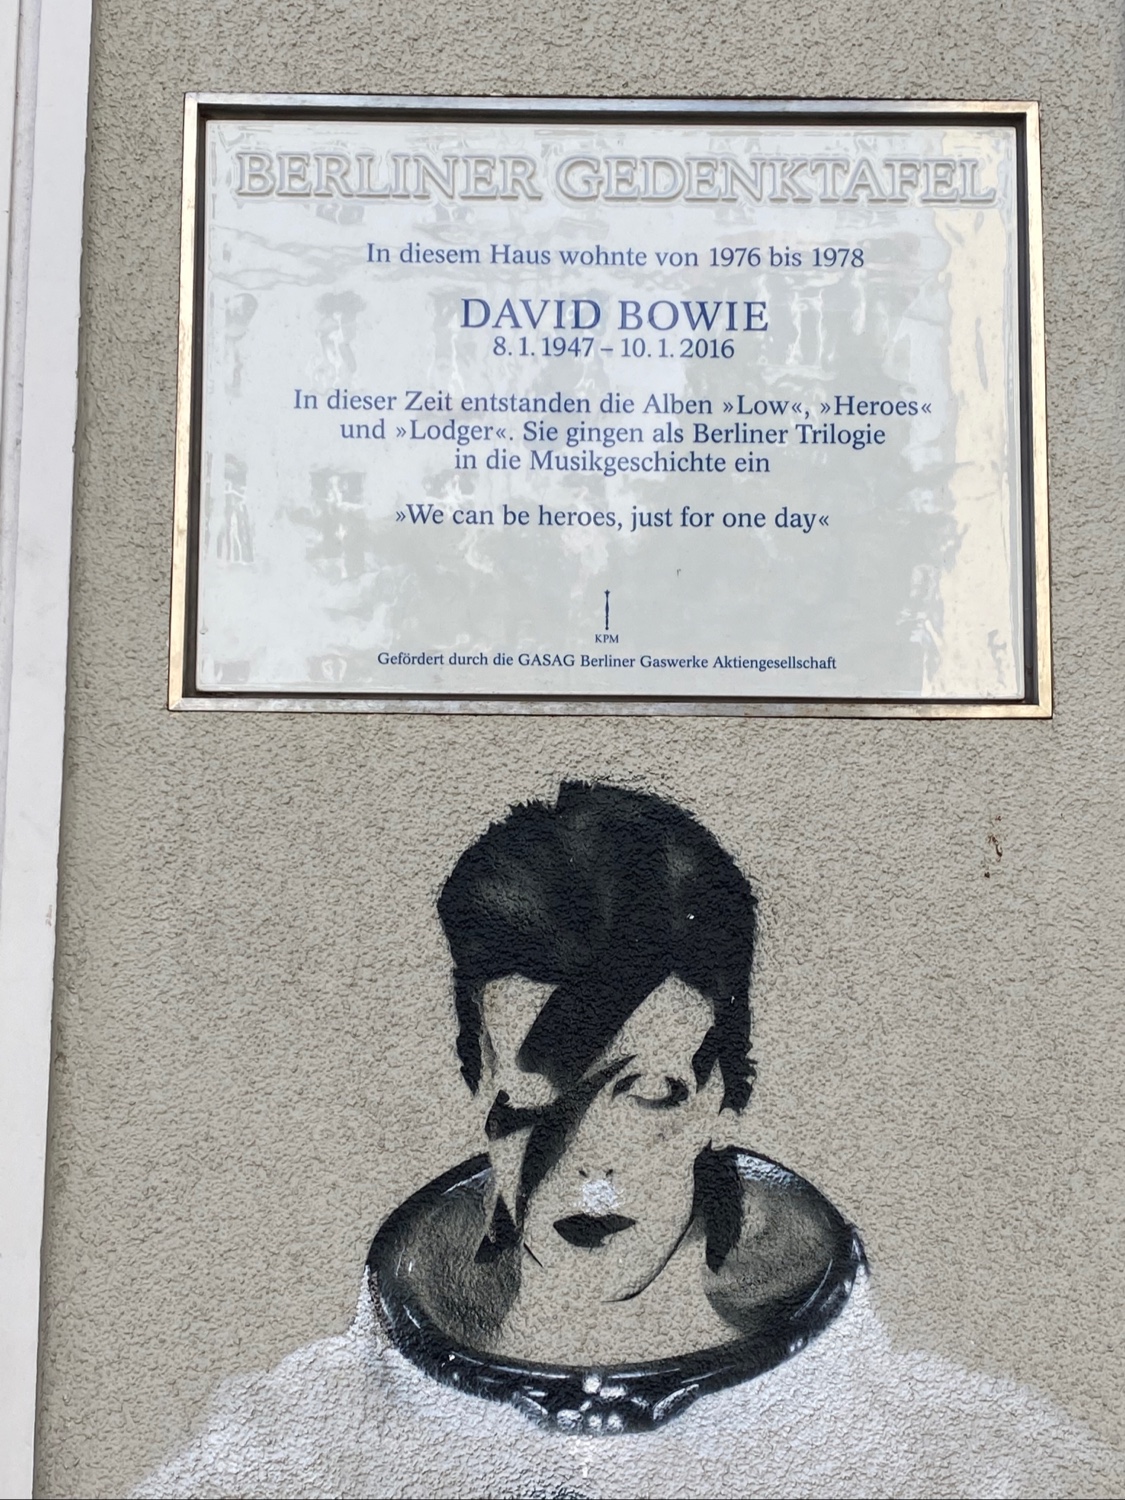 BERLINER GEDENKTAFEL
In diesem Haus wohnte von 1976 bis 1978
DAVID BOWIE
8. 1. 1947 – 10. 1. 2016
In dieser Zeit entstanden die Alben »Low«, »Heroes«
und »Lodger«. Sie gingen als Berliner Trilogie
in die Musikgeschichte ein
»We can be heroes, just for one day«
KPM
Gefördert durch die GASAG Berliner Gaswerke Aktiengesellschaft